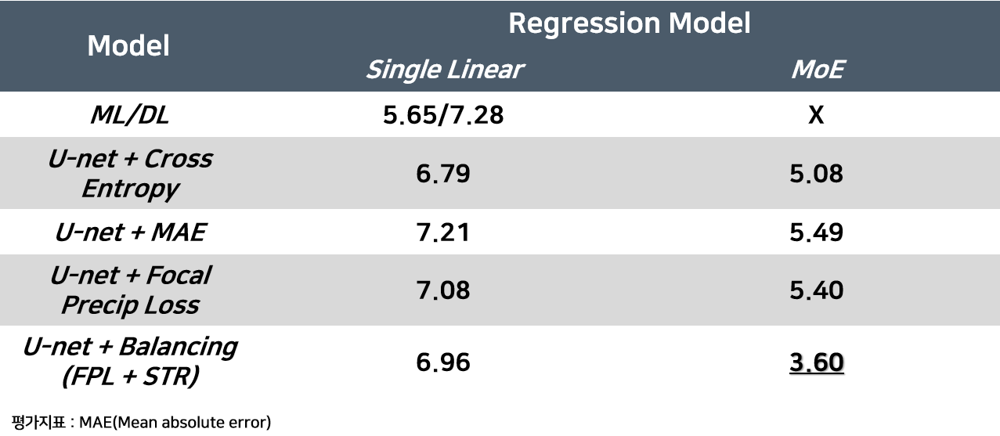 Model
Regression Model
Single Linear MoE
ML/DL 5.65/7.28 X
U-net + Cross
Entropy 6.79 5.08
U-net + MAE 7.21 5.49
U-net + Focal
Precip Loss 7.08 5.40
U-net + Balancing
(FPL + STR) 6.96 3.60
평가지표 : MAE(Mean absolute error)